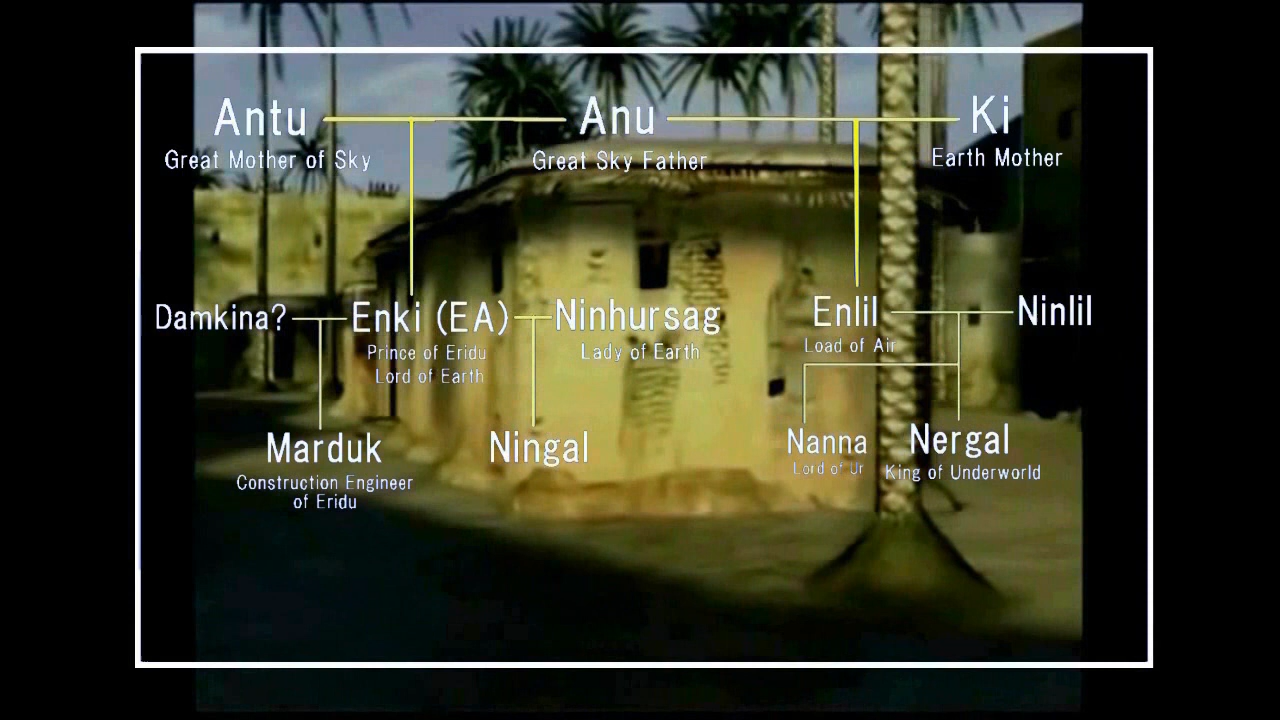 Antu Anu Ki
Great Mother of Sky Great Sky Father Earth Mother
Damkina? Enki (EA) Ninhursag Enlil Ninlil
Prince of Eridu Lady of Earth Load of Air
Lord of Earth
Marduk Ningal Nanna Nergal
Construction Engineer Lord of Ur King of Underworld
of Eridu